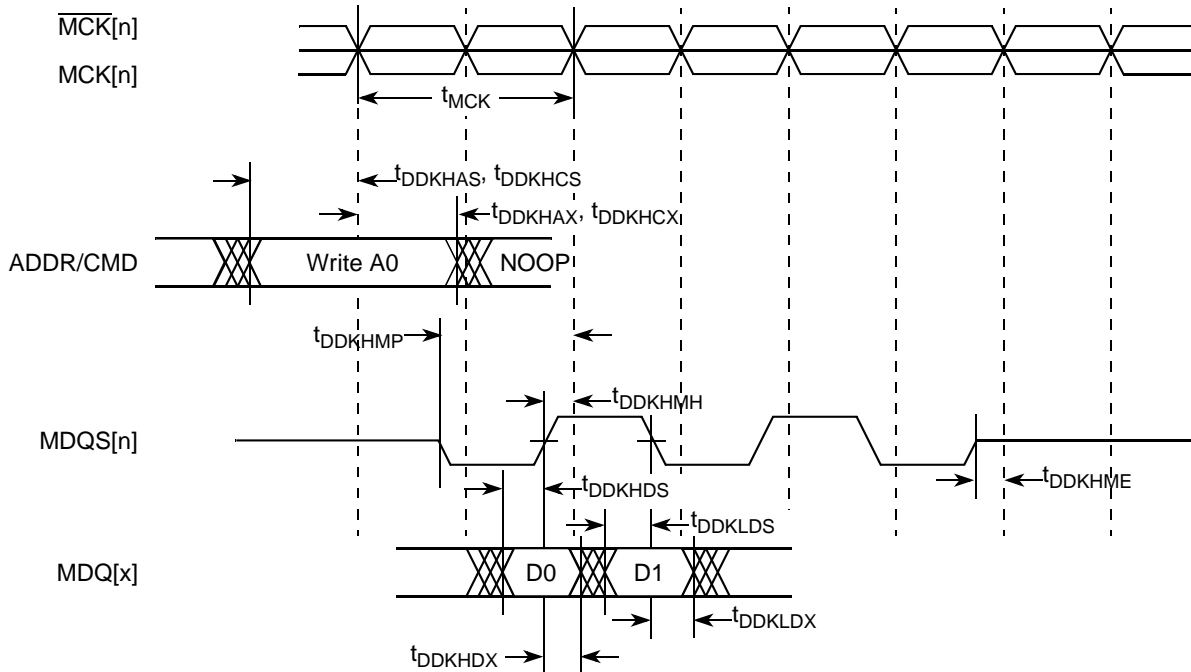 MCK[n]
MCK[n]
tMCK
tDDKHAS, tDDKHCS
tDDKHAX, tDDKHCX
ADDR/CMD
Write A0
NOOP
tDDKHMP
tDDKHMH
MDQS[n]
tDDKHDS
tDDKHME
tDDKLDS
MDQ[x]
D0
D1
tDDKLDX
tDDKHDX